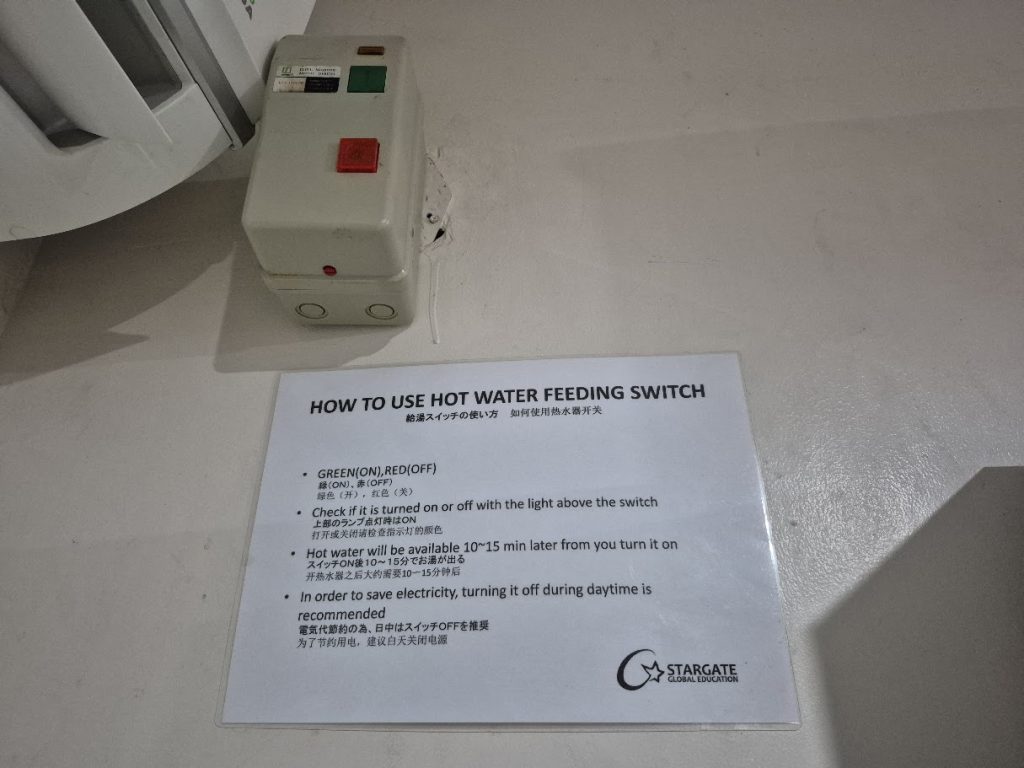 HOW TO USE HOT WATER FEEDING SWITCH
給湯スイッチの使い方 如何使用热水器开关
• GREEN(ON),RED(OFF)
緑(ON)、赤(OFF)
绿色（开），红色（关）
• Check if it is turned on or off with the light above the switch
上部のランプ点灯時はON
打开或关闭请检查指示灯的颜色
• Hot water will be available 10~15 min later from you turn it on
スイッチON後10～15分でお湯が出る
开热水器之后大约需要10一15分钟后
• In order to save electricity, turning it off during daytime is
recommended
電気代節約の為、日中はスイッチOFFを推奨
为了节约用电，建议白天关闭电源
STARGATE
GLOBAL EDUCATION